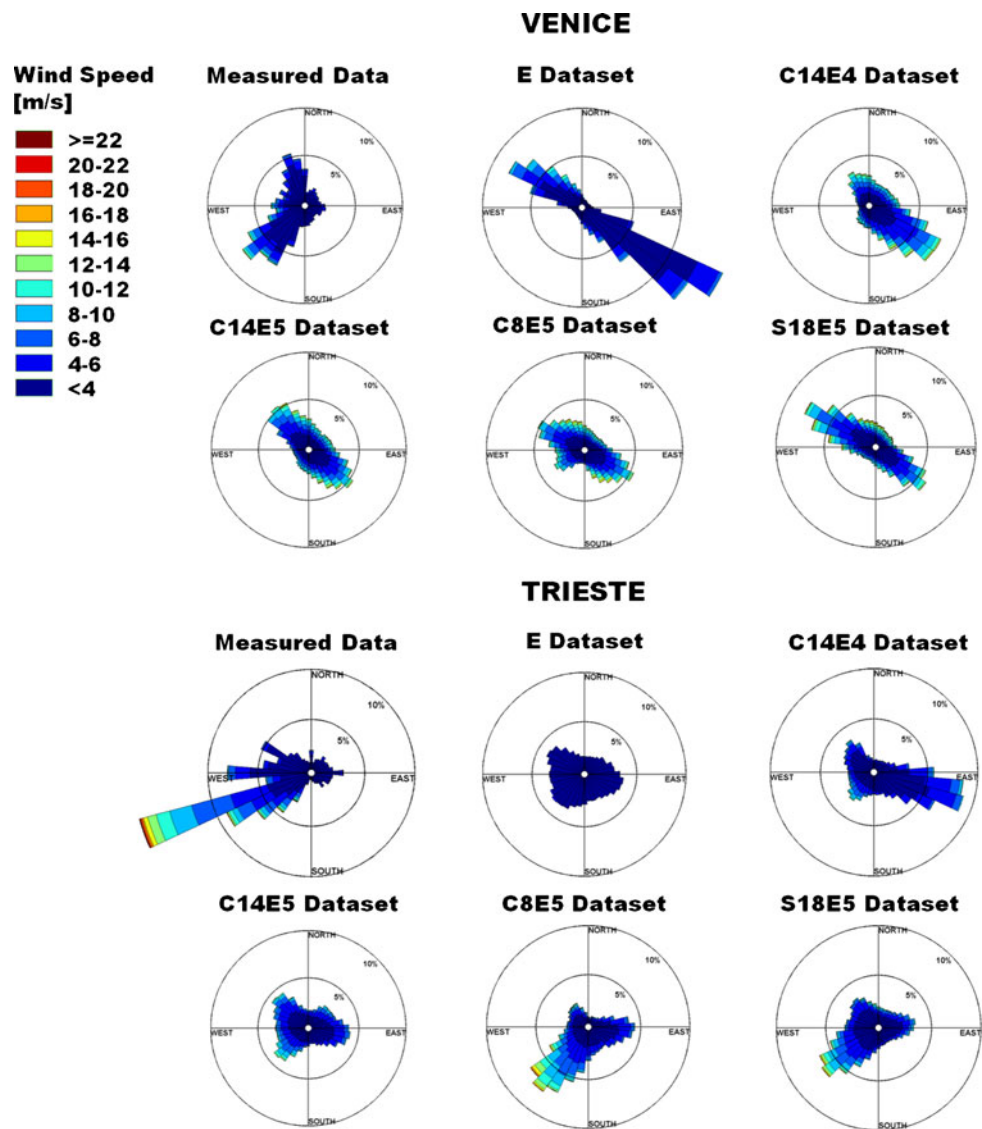 VENICE
Wind Speed
[m/s]
>=22
20-22
18-20
16-18
14-16
12-14
10-12
8-10
6-8
4-6
<4
Measured Data
NORTH
10%
5%
WEST
EAST
SOUTH
E Dataset
NORTH
10%
5%
WEST
EAST
SOUTH
C14E4 Dataset
NORTH
10%
5%
WEST
EAST
SOUTH
C14E5 Dataset
NORTH
10%
5%
WEST
EAST
SOUTH
C8E5 Dataset
NORTH
10%
5%
WEST
EAST
SOUTH
S18E5 Dataset
NORTH
10%
5%
WEST
EAST
SOUTH
TRIESTE
Measured Data
NORTH
10%
5%
WEST
EAST
SOUTH
E Dataset
NORTH
10%
5%
WEST
EAST
SOUTH
C14E4 Dataset
NORTH
10%
5%
WEST
EAST
SOUTH
C14E5 Dataset
NORTH
10%
5%
WEST
EAST
SOUTH
C8E5 Dataset
NORTH
10%
5%
WEST
EAST
SOUTH
S18E5 Dataset
NORTH
10%
5%
WEST
EAST
SOUTH